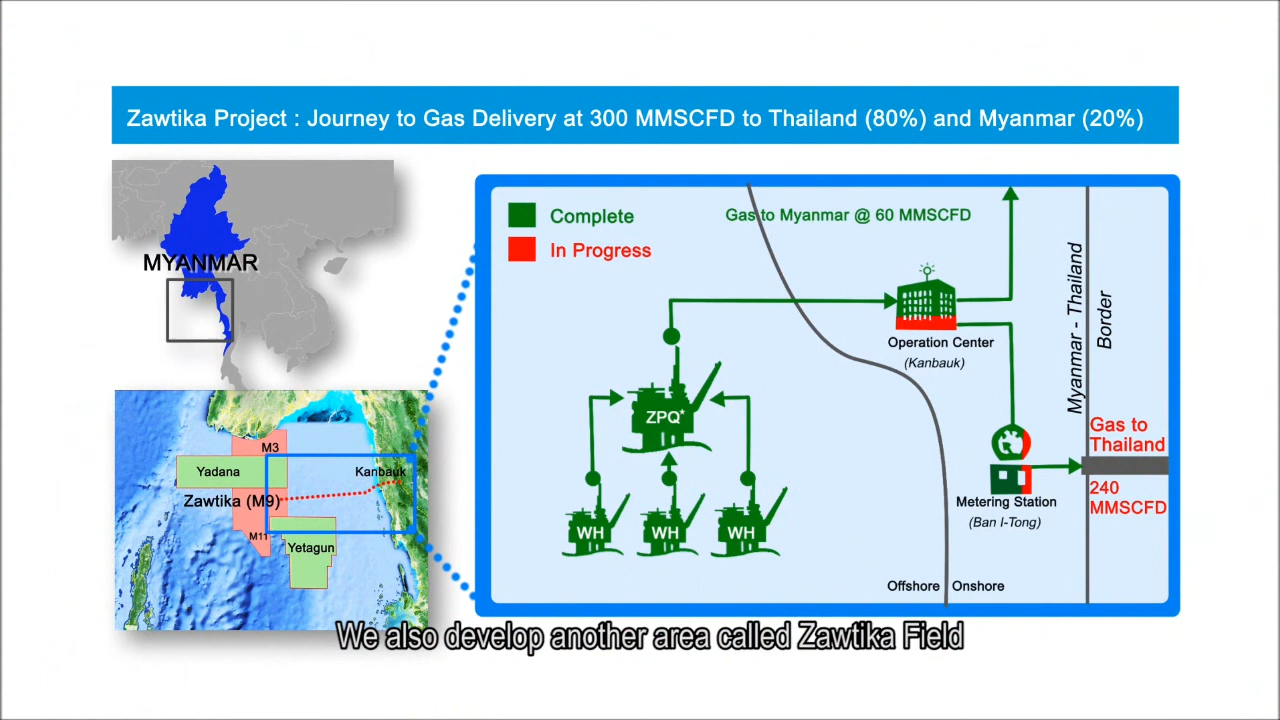 Zawtika Project : Journey to Gas Delivery at 300 MMSCFD to Thailand (80%) and Myanmar (20%)
MYANMAR
M3
Yadana
Kanbauk
Zawtika (M9)
M11
Yetagun
Complete
In Progress
Gas to Myanmar @ 60 MMSCFD
Operation Center
(Kanbauk)
ZPQ*
WH
WH
WH
Myanmar - Thailand
Border
Gas to
Thailand
240
MMSCFD
Metering Station
(Ban I-Tong)
Offshore
Onshore
We also develop another area called Zawtika Field